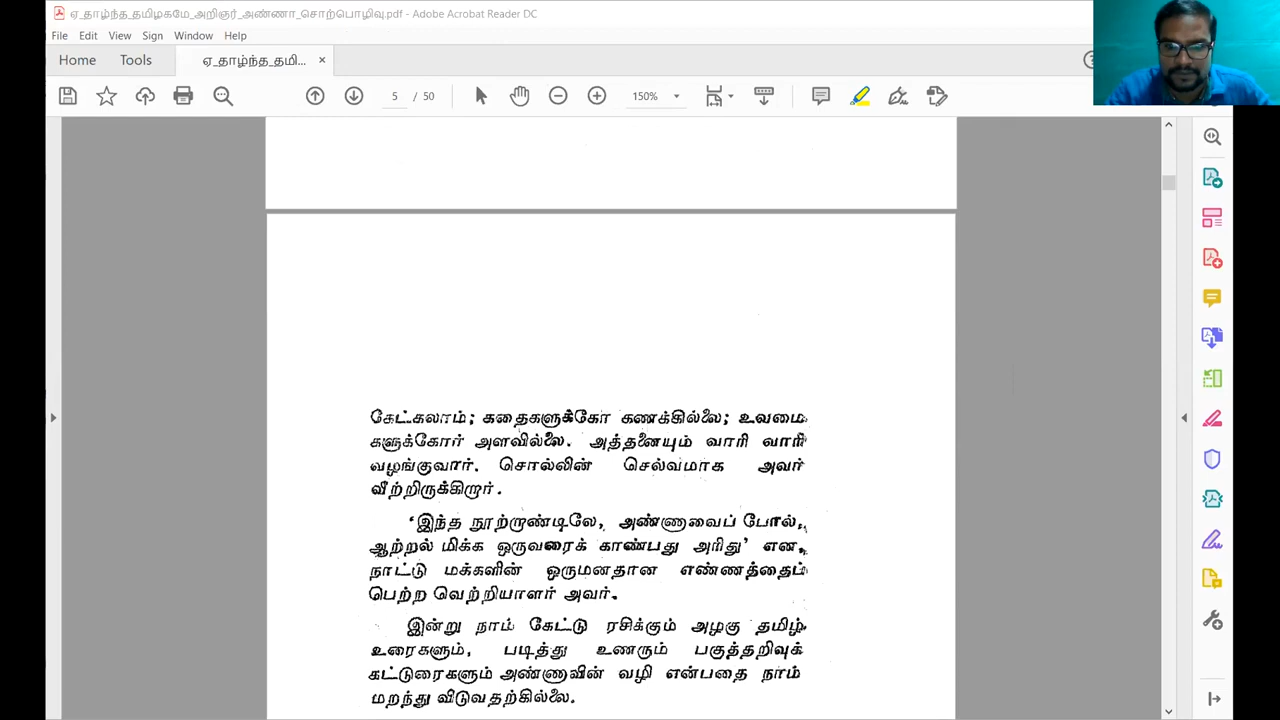 ஏ_தாழ்ந்த_தமிழகமே_அறிஞர்_அண்ணா_சொற்பொழிவு.pdf - Adobe Acrobat Reader DC
File Edit View Sign Window Help
Home Tools ஏ_தாழ்ந்த_தமி... ×
5 / 50 150%
கேட்கலாம்; கதைகளுக்கோ கணக்கில்லை; உவமை
களுக்கோர் அளவில்லை. அத்தனையும் வாரி வாரி
வழங்குவார். சொல்லின் செல்வமாக அவர்
வீற்றிருக்கிறார்.
‘இந்த நூற்றாண்டிலே, அண்ணாவைப் போல்,
ஆற்றல் மிக்க ஒருவரைக் காண்பது அரிது’ என,
நாட்டு மக்களின் ஒருமனதான எண்ணத்தைப்
பெற்ற வெற்றியாளர் அவர்.
இன்று நாம் கேட்டு ரசிக்கும் அழகு தமிழ்
உரைகளும், படித்து உணரும் பகுத்தறிவுக்
கட்டுரைகளும் அண்ணாவின் வழி என்பதை நாம்
மறந்து விடுவதற்கில்லை.